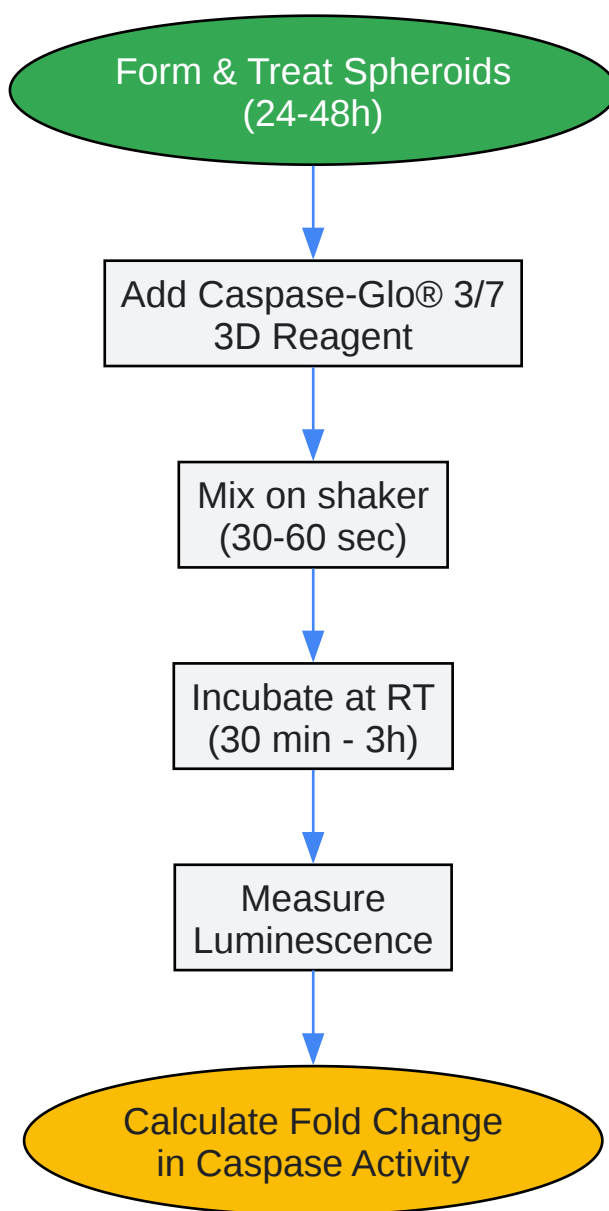 Form & Treat Spheroids
(24-48h)
Add Caspase-Glo® 3/7
3D Reagent
Mix on shaker
(30-60 sec)
Incubate at RT
(30 min - 3h)
Measure
Luminescence
Calculate Fold Change
in Caspase Activity